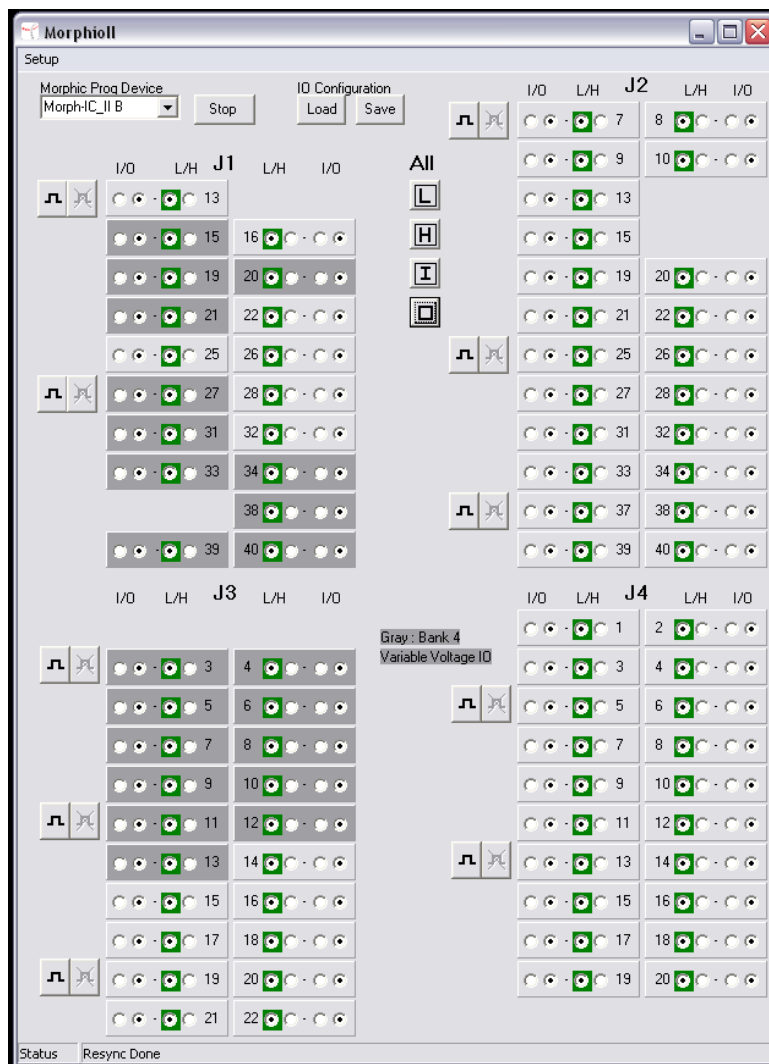 MorphioII
Setup
Morphic Prog Device
Morph-IC_II B
Stop
IO Configuration
Load
Save
I/O L/H J2 L/H I/O
7 8
9 10
13
15
19 20
21 22
25 26
27 28
31 32
33 34
37 38
39 40
I/O L/H J1 L/H I/O
13
15 16
19 20
21 22
25 26
27 28
31 32
33 34
38
39 40
All
L
H
I
O
I/O L/H J3 L/H I/O
3 4
5 6
7 8
9 10
11 12
13 14
15 16
17 18
19 20
21 22
Gray : Bank 4
Variable Voltage IO
I/O L/H J4 L/H I/O
1 2
3 4
5 6
7 8
9 10
11 12
13 14
15 16
17 18
19 20
Status Resync Done